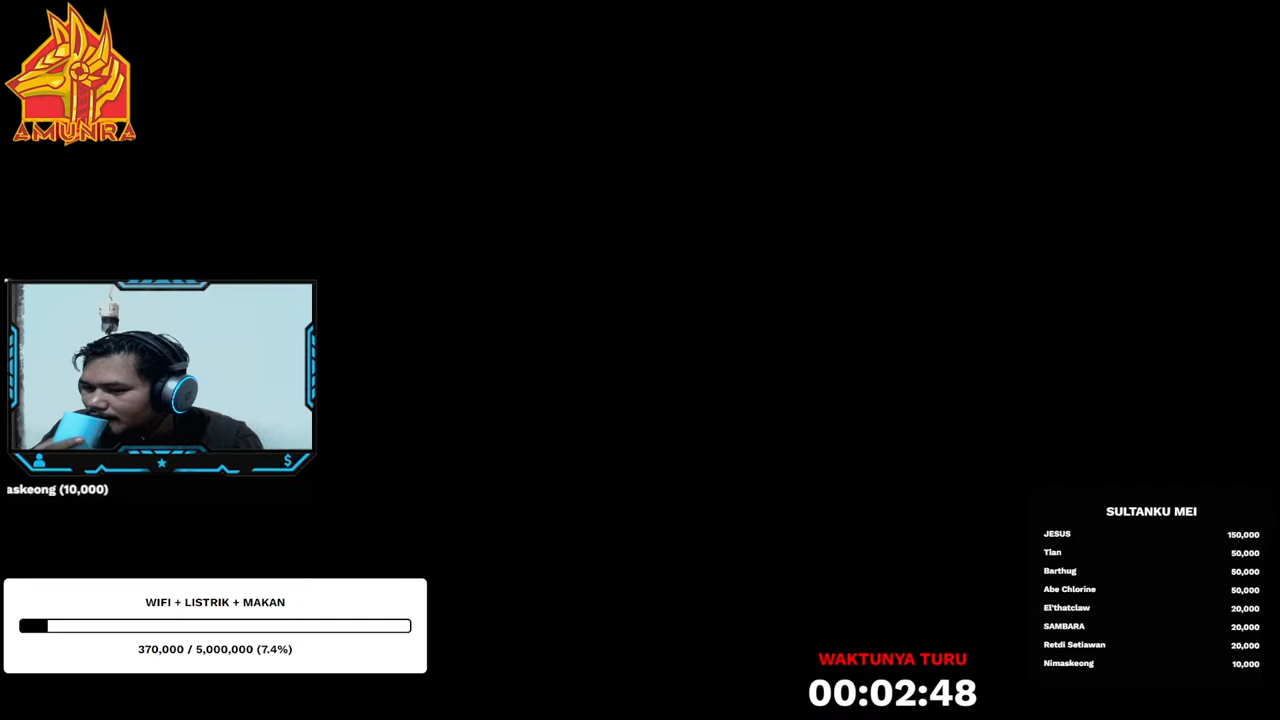 AMUNRA
askeong (10,000)
SULTANKU MEI
JESUS 150,000
Tian 50,000
Barthug 50,000
Abe Chlorine 50,000
El'thatclaw 20,000
SAMBARA 20,000
Retdi Setiawan 20,000
Nimaskeong 10,000
WIFI + LISTRIK + MAKAN
370,000 / 5,000,000 (7.4%)
WAKTUNYA TURU
00:02:48